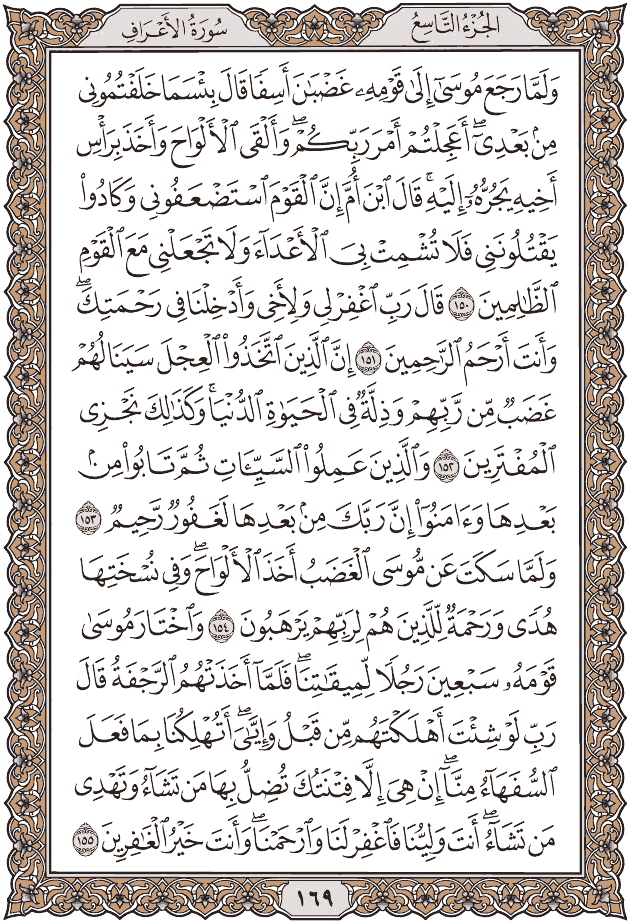 الجُزْءُ التَّاسِعُ
سُورَةُ الأَعْرَافِ
وَلَمَّا رَجَعَ مُوسَىٰٓ إِلَىٰ قَوْمِهِۦ غَضْبَٰنَ أَسِفٗا قَالَ بِئْسَمَا خَلَفْتُمُونِي
مِنۢ بَعْدِيٓۖ أَعَجِلْتُمْ أَمْرَ رَبِّكُمْۖ وَأَلْقَى ٱلْأَلْوَاحَ وَأَخَذَ بِرَأْسِ
أَخِيهِ يَجُرُّهُۥٓ إِلَيْهِۚ قَالَ ٱبْنَ أُمَّ إِنَّ ٱلْقَوْمَ ٱسْتَضْعَفُونِي وَكَادُواْ
يَقْتُلُونَنِي فَلَا تُشْمِتْ بِيَ ٱلْأَعْدَآءَ وَلَا تَجْعَلْنِي مَعَ ٱلْقَوْمِ
ٱلظَّٰلِمِينَ ١٥٠ قَالَ رَبِّ ٱغْفِرْ لِي وَلِأَخِي وَأَدْخِلْنَا فِي رَحْمَتِكَۖ
وَأَنتَ أَرْحَمُ ٱلرَّٰحِمِينَ ١٥١ إِنَّ ٱلَّذِينَ ٱتَّخَذُواْ ٱلْعِجْلَ سَيَنَالُهُمْ
غَضَبٞ مِّن رَّبِّهِمْ وَذِلَّةٞ فِي ٱلْحَيَوٰةِ ٱلدُّنْيَاۚ وَكَذَٰلِكَ نَجْزِي
ٱلْمُفْتَرِينَ ١٥٢ وَٱلَّذِينَ عَمِلُواْ ٱلسَّيِّـَٔاتِ ثُمَّ تَابُواْ مِنۢ
بَعْدِهَا وَءَامَنُوٓاْ إِنَّ رَبَّكَ مِنۢ بَعْدِهَا لَغَفُورٞ رَّحِيمٞ ١٥٣
وَلَمَّا سَكَتَ عَن مُّوسَى ٱلْغَضَبُ أَخَذَ ٱلْأَلْوَاحَۖ وَفِي نُسْخَتِهَا
هُدٗى وَرَحْمَةٞ لِّلَّذِينَ هُمْ لِرَبِّهِمْ يَرْهَبُونَ ١٥٤ وَٱخْتَارَ مُوسَىٰ
قَوْمَهُۥ سَبْعِينَ رَجُلٗا لِّمِيقَٰتِنَاۖ فَلَمَّآ أَخَذَتْهُمُ ٱلرَّجْفَةُ قَالَ
رَبِّ لَوْ شِئْتَ أَهْلَكْتَهُم مِّن قَبْلُ وَإِيَّٰيَۖ أَتُهْلِكُنَا بِمَا فَعَلَ
ٱلسُّفَهَآءُ مِنَّآۖ إِنْ هِيَ إِلَّا فِتْنَتُكَ تُضِلُّ بِهَا مَن تَشَآءُ وَتَهْدِي
مَن تَشَآءُۖ أَنتَ وَلِيُّنَا فَٱغْفِرْ لَنَا وَٱرْحَمْنَاۖ وَأَنتَ خَيْرُ ٱلْغَٰفِرِينَ ١٥٥
١٦٩